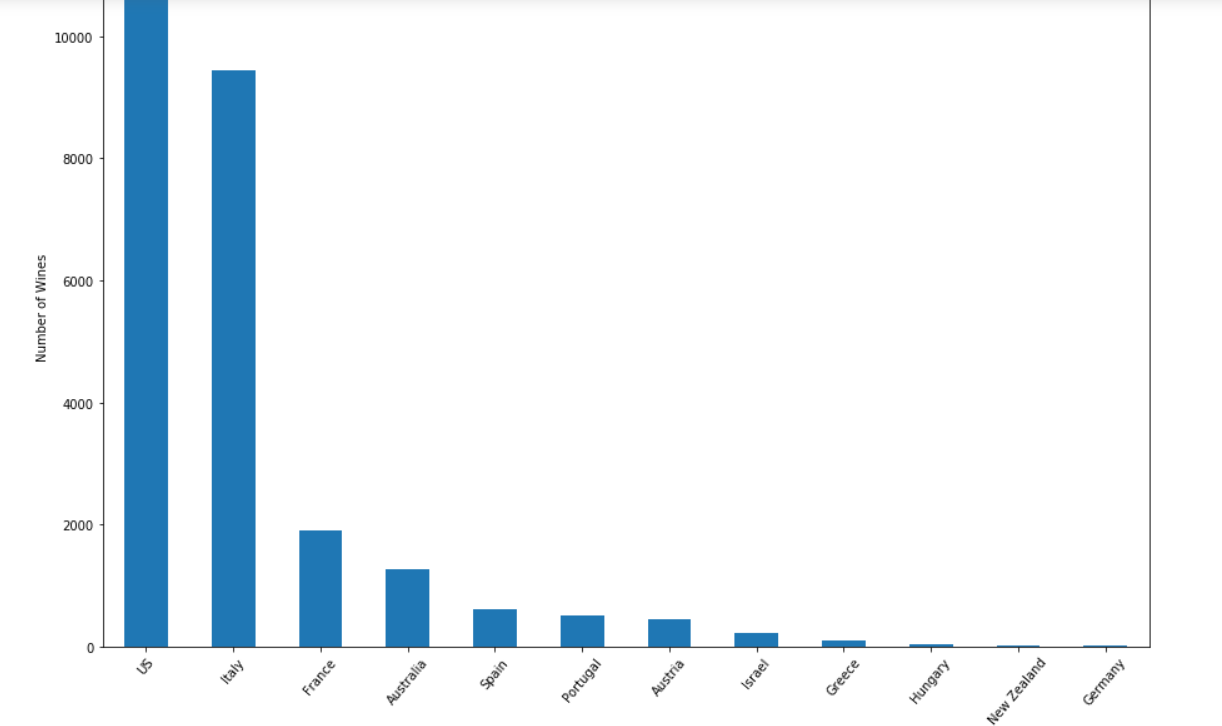 10000
8000
6000
4000
2000
0
Number of Wines
US
Italy
France
Australia
Spain
Portugal
Austria
Israel
Greece
Hungary
New Zealand
Germany